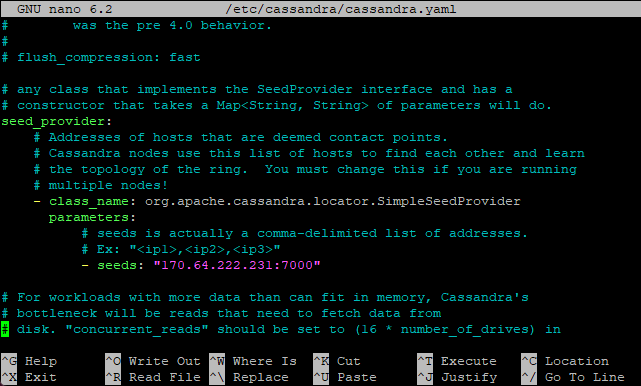 GNU nano 6.2 /etc/cassandra/cassandra.yaml
# was the pre 4.0 behavior.
#
# flush_compression: fast
# any class that implements the SeedProvider interface and has a
# constructor that takes a Map<String, String> of parameters will do.
seed_provider:
# Addresses of hosts that are deemed contact points.
# Cassandra nodes use this list of hosts to find each other and learn
# the topology of the ring. You must change this if you are running
# multiple nodes!
- class_name: org.apache.cassandra.locator.SimpleSeedProvider
parameters:
# seeds is actually a comma-delimited list of addresses.
# Ex: "<ip1>,<ip2>,<ip3>"
- seeds: "170.64.222.231:7000"
# For workloads with more data than can fit in memory, Cassandra's
# bottleneck will be reads that need to fetch data from
# disk. "concurrent_reads" should be set to (16 * number_of_drives) in
^G Help ^O Write Out ^W Where Is ^K Cut ^T Execute ^C Location
^X Exit ^R Read File ^\ Replace ^U Paste ^J Justify ^/ Go To Line